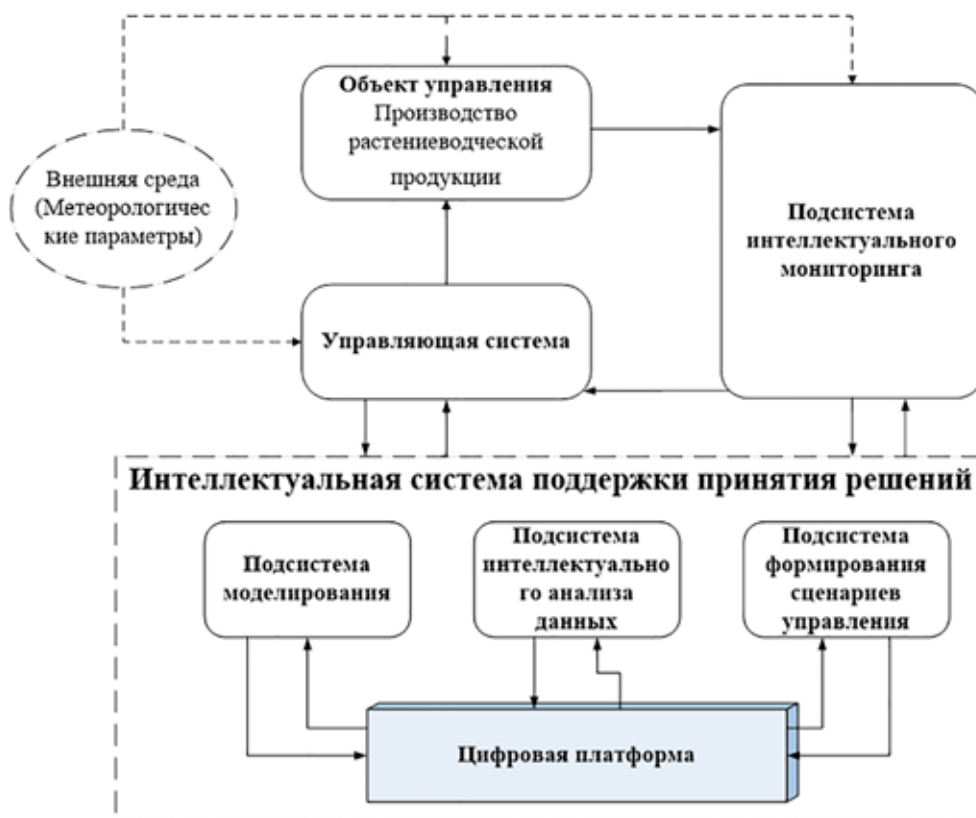 Объект управления
Производство
растениеводческой
продукции
Внешняя среда
(Метеорологичес
кие параметры)
Подсистема
интеллектуального
мониторинга
Управляющая система
Интеллектуальная система поддержки принятия решений
Подсистема
моделирования
Подсистема
интеллектуально
го анализа
данных
Подсистема
формирования
сценариев
управления
Цифровая платформа